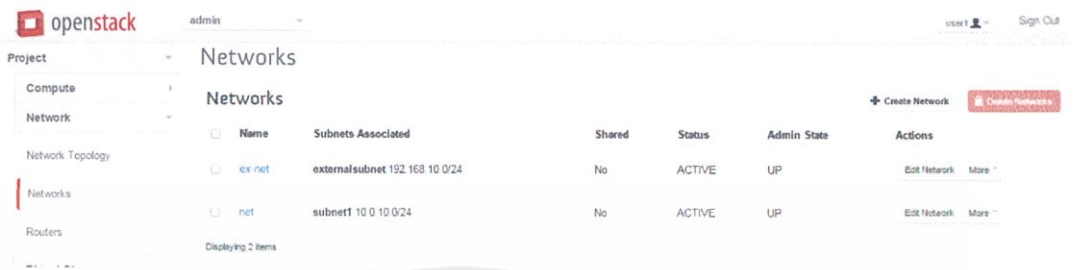 openstack admin user1 Sign Out
Project
Networks
Compute
Networks
Create Network Delete Networks
Network
Name Subnets Associated Shared Status Admin State Actions
Network Topology
ex-net externalsubnet 192.168.10.0/24 No ACTIVE UP Edit Network More
Networks
net subnet1 10.0.10.0/24 No ACTIVE UP Edit Network More
Routers
Displaying 2 items